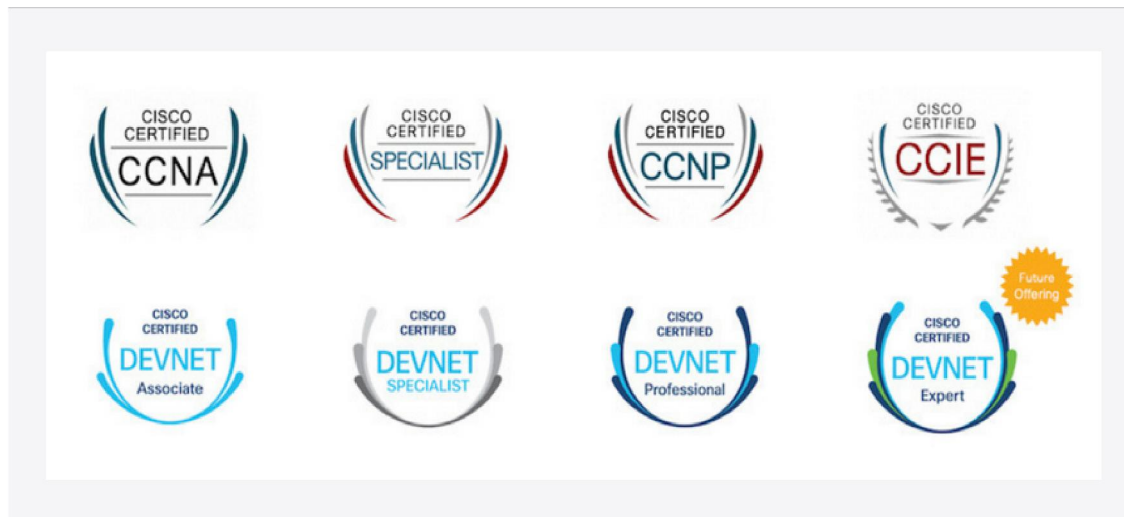 CISCO
CERTIFIED
CCNA
CISCO
CERTIFIED
SPECIALIST
CISCO
CERTIFIED
CCNP
CISCO
CERTIFIED
CCIE
CISCO
CERTIFIED
DEVNET
Associate
CISCO
CERTIFIED
DEVNET
SPECIALIST
CISCO
CERTIFIED
DEVNET
Professional
Future
Offering
CISCO
CERTIFIED
DEVNET
Expert